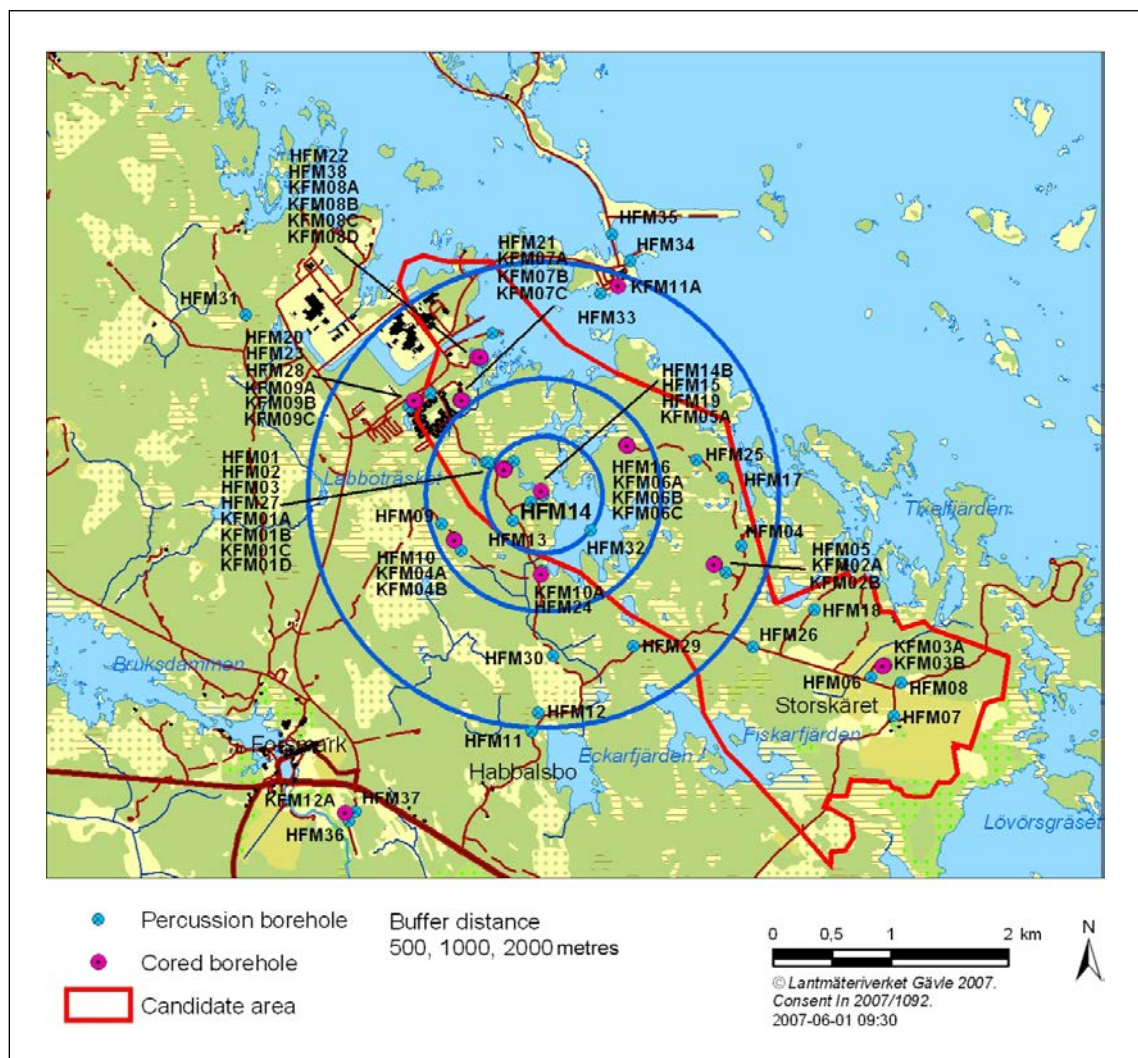 HFM22
HFM38
KFM08A
KFM08B
KFM08C
KFM08D
HFM35
HFM34
HFM21
KFM07A
KFM07B
KFM07C
KFM11A
HFM33
HFM31
HFM20
HFM23
HFM28
KFM09A
KFM09B
KFM09C
HFM14B
HFM15
HFM19
KFM05A
HFM01
HFM02
HFM03
HFM27
KFM01A
KFM01B
KFM01C
KFM01D
Labboträsket
HFM16
KFM06A
KFM06B
KFM06C
HFM25
HFM17
HFM14
HFM09
HFM13
HFM32
HFM04
Tixelfjärden
HFM10
KFM04A
KFM04B
KFM10A
HFM24
HFM05
KFM02A
KFM02B
HFM18
HFM26
HFM29
HFM30
KFM03A
KFM03B
HFM06
HFM08
Storskäret
HFM07
Bruksdammen
HFM12
HFM11
Fiskarfjärden
Eckarfjärden
Forsmark
Habbalsbo
KFM12A
HFM37
HFM36
Lövörsgräset
Percussion borehole
Cored borehole
Candidate area
Buffer distance
500, 1000, 2000 metres
0 0,5 1 2 km
N
© Lantmäteriverket Gävle 2007.
Consent In 2007/1092.
2007-06-01 09:30